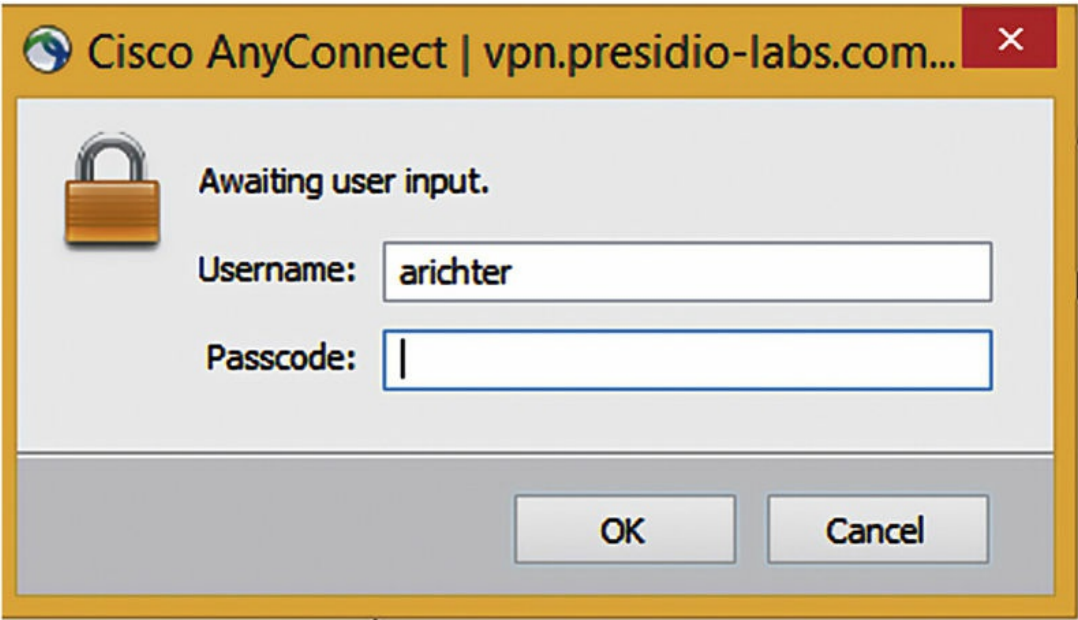 Cisco AnyConnect | vpn.presidio-labs.com...
Awaiting user input.
Username: arichter
Passcode:
OK Cancel